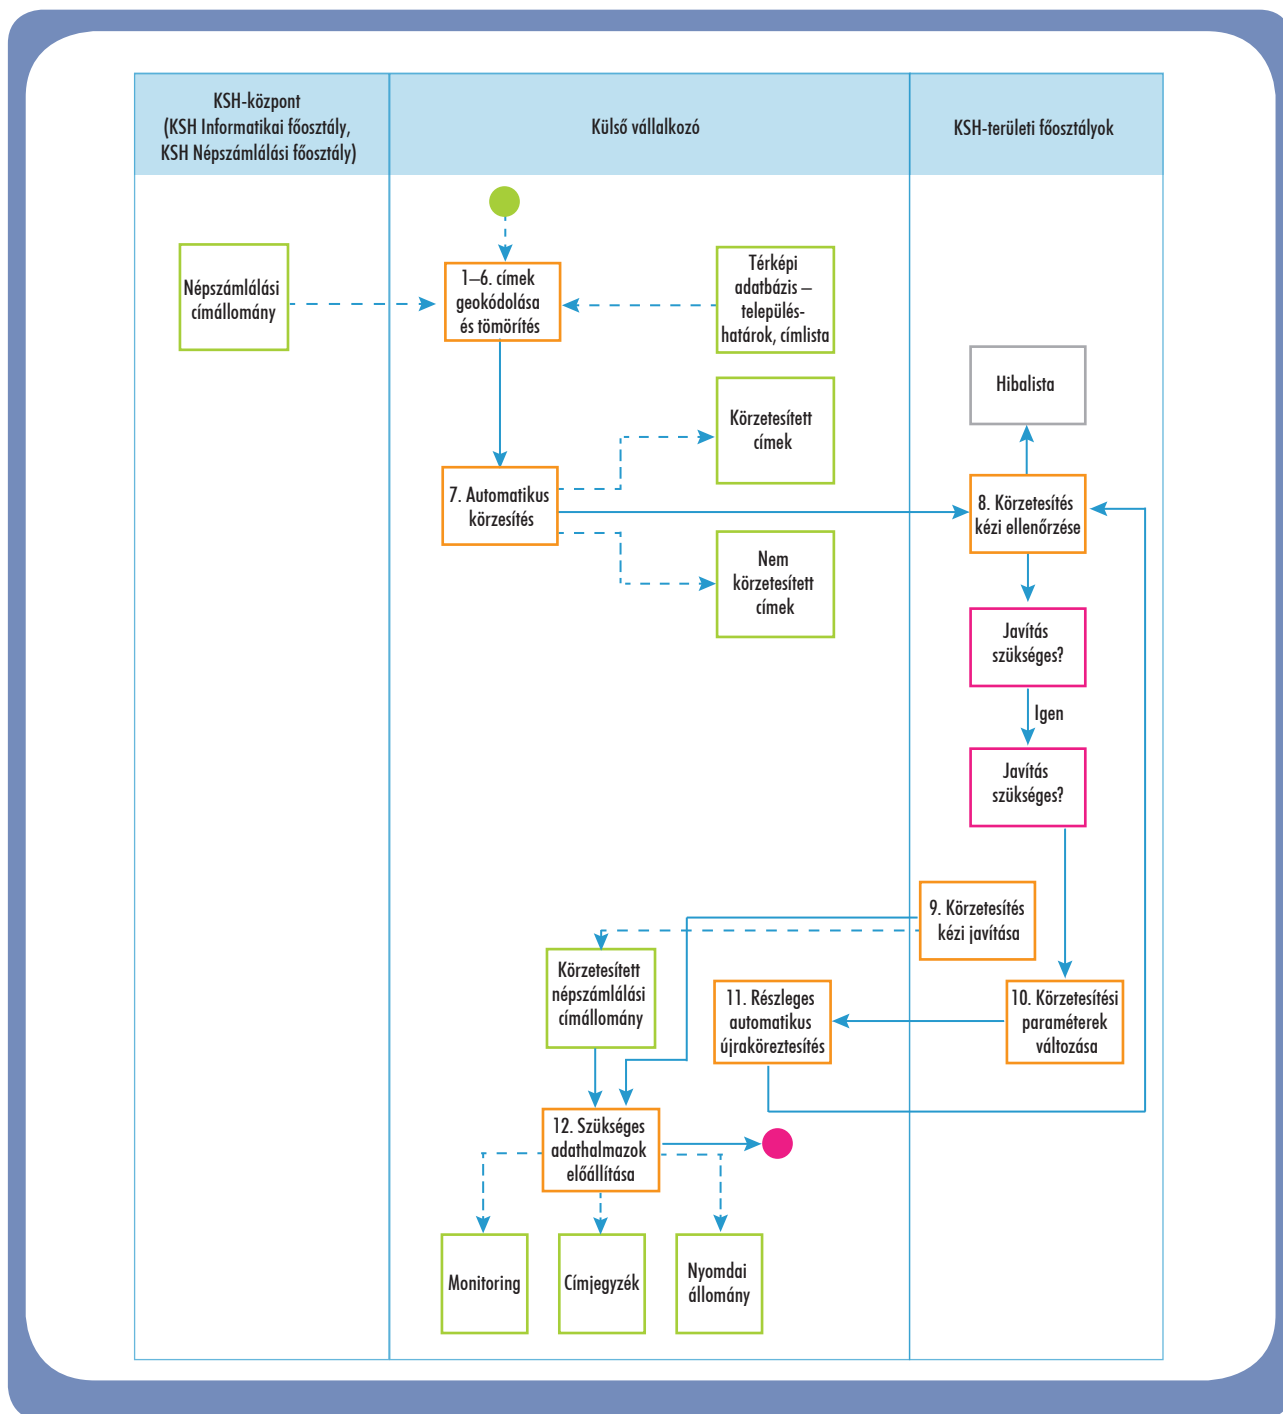 KSH-központ
(KSH Informatikai főosztály,
KSH Népszámlálási főosztály)
Külső vállalkozó
KSH-területi főosztályok
Népszámlálási
címállomány
1–6. címek
geokódolása
és tömörítés
Térképi
adatbázis –
település-
határok, címlista
Hibalista
Körzetesített
címek
7. Automatikus
körzesítés
8. Körzetesítés
kézi ellenőrzése
Nem
körzetesített
címek
Javítás
szükséges?
Igen
Javítás
szükséges?
9. Körzetesítés
kézi javítása
Körzetesített
népszámlálási
címállomány
11. Részleges
automatikus
újraköreztesítés
10. Körzetesítési
paraméterek
változása
12. Szükséges
adathalmazok
előállítása
Monitoring
Címjegyzék
Nyomdai
állomány